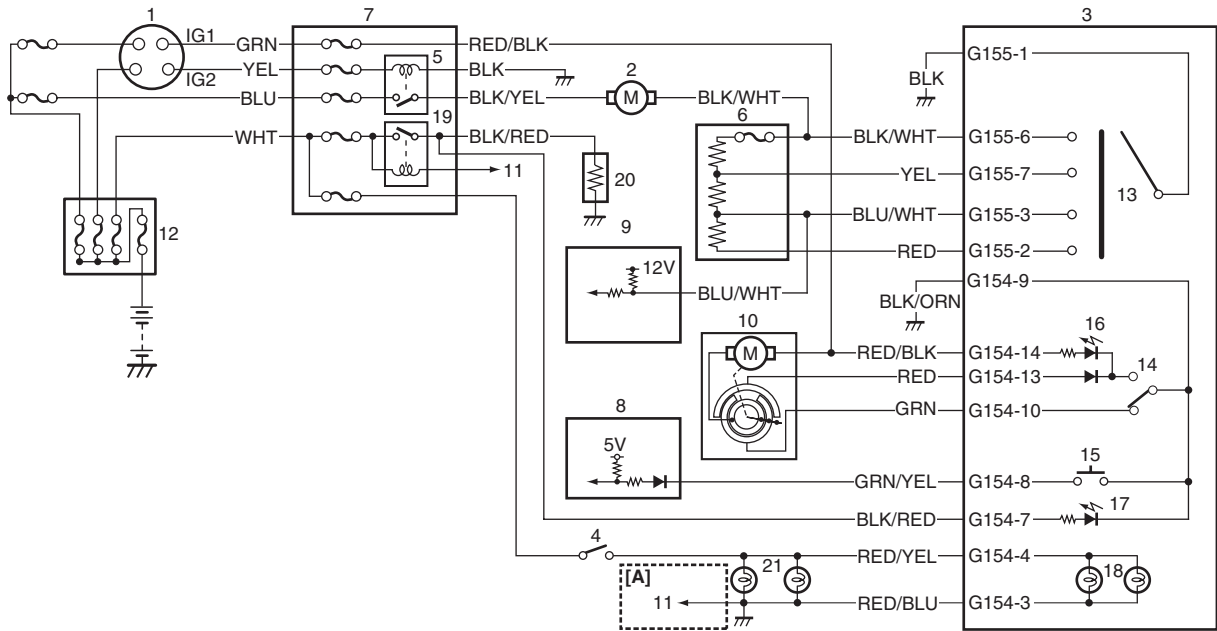 1
7
3
IG1
GRN
RED/BLK
G155-1
YEL
5
BLK
2
IG2
BLK
BLU
BLK/YEL
M
BLK/WHT
19
6
WHT
BLK/RED
BLK/WHT
G155-6
11
20
YEL
G155-7
13
12
9
BLU/WHT
G155-3
RED
G155-2
12V
G154-9
BLU/WHT
BLK/ORN
10
16
M
RED/BLK
G154-14
14
RED
G154-13
8
GRN
G154-10
5V
15
GRN/YEL
G154-8
17
BLK/RED
G154-7
4
RED/YEL
G154-4
[A]
21
18
11
RED/BLU
G154-3